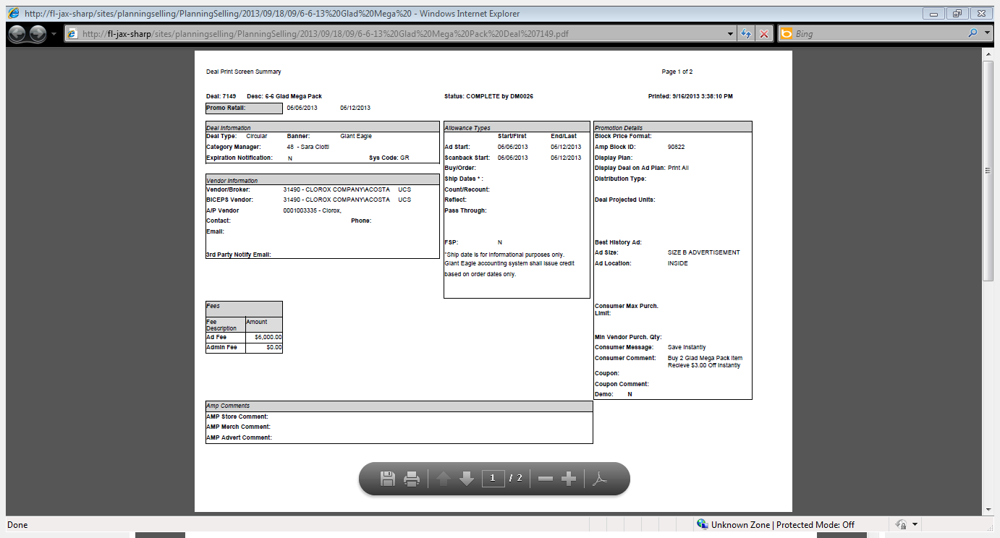 http://fl-jax-sharp/sites/planningselling/PlanningSelling/2013/09/18/09/6-6-13%20Glad%20Mega%20 - Windows Internet Explorer
http://fl-jax-sharp/sites/planningselling/PlanningSelling/2013/09/18/09/6-6-13%20Glad%20Mega%20Pack%20Deal%207149.pdf
Bing
Deal Print Screen Summary Page 1 of 2
Deal: 7149 Desc: 6-6 Glad Mega Pack Status: COMPLETE by DM0026 Printed: 9/16/2013 3:38:10 PM
Promo Retail: 06/06/2013 06/12/2013
Deal Information
Deal Type: Circular Banner: Giant Eagle
Category Manager: 48 - Sara Ciotti
Expiration Notification: N Sys Code: GR
Vendor Information
Vendor/Broker: 31490 - CLOROX COMPANY\ACOSTA UCS
BICEPS Vendor: 31490 - CLOROX COMPANY\ACOSTA UCS
A/P Vendor 0001003335 - Clorox,
Contact: Phone:
Email:
3rd Party Notify Email:
Allowance Types
Start/First End/Last
Ad Start: 06/06/2013 06/12/2013
Scanback Start: 06/06/2013 06/12/2013
Buy/Order:
Ship Dates * :
Count/Recount:
Reflect:
Pass Through:
FSP: N
*Ship date is for informational purposes only.
Giant Eagle accounting system shall issue credit
based on order dates only.
Promotion Details
Block Price Format:
Amp Block ID: 90822
Display Plan:
Display Deal on Ad Plan: Print All
Distribution Type:
Deal Projected Units:
Best History Ad:
Ad Size: SIZE B ADVERTISEMENT
Ad Location: INSIDE
Consumer Max Purch.
Limit:
Min Vendor Purch. Qty:
Consumer Message: Save Instantly
Consumer Comment: Buy 2 Glad Mega Pack Item
Recieve $3.00 Off Instantly
Coupon:
Coupon Comment:
Demo: N
Fees
Fee Amount
Description
Ad Fee $6,000.00
Admin Fee $0.00
Amp Comments
AMP Store Comment:
AMP Merch Comment:
AMP Advert Comment:
1 / 2
Done Unknown Zone | Protected Mode: Off